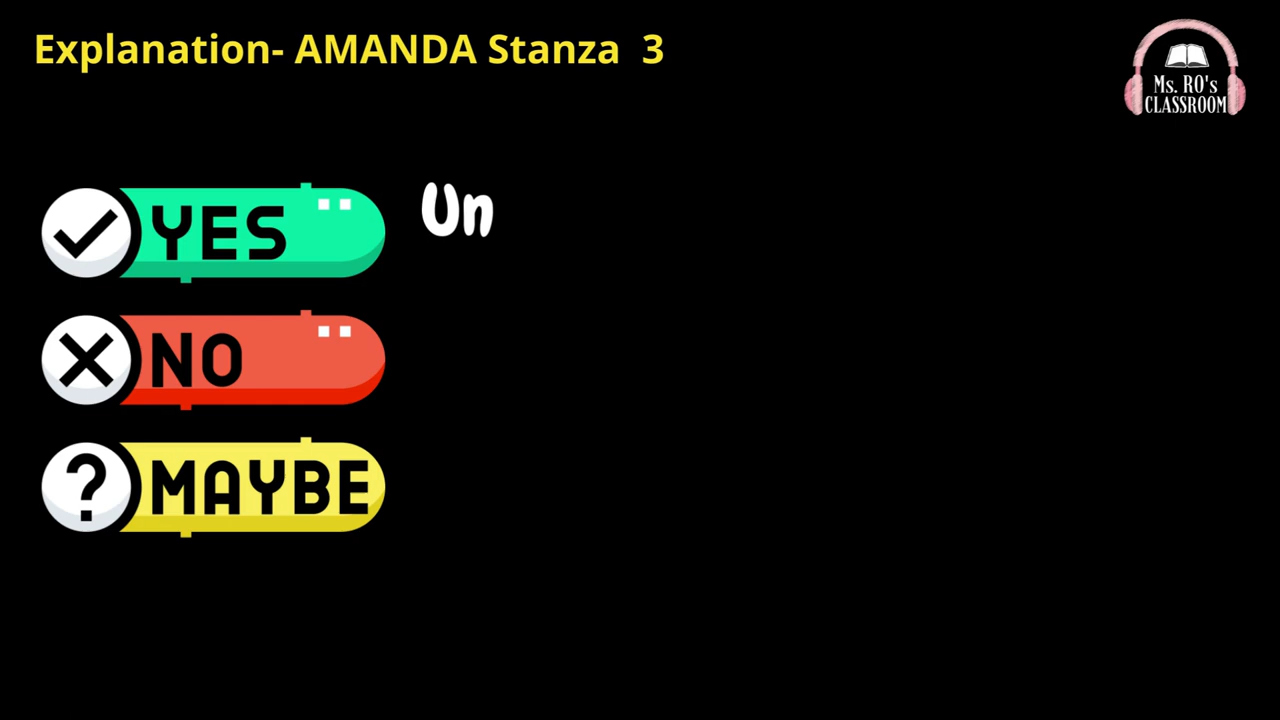 Explanation- AMANDA Stanza 3
Ms. RO's
CLASSROOM
YES
Un
NO
MAYBE